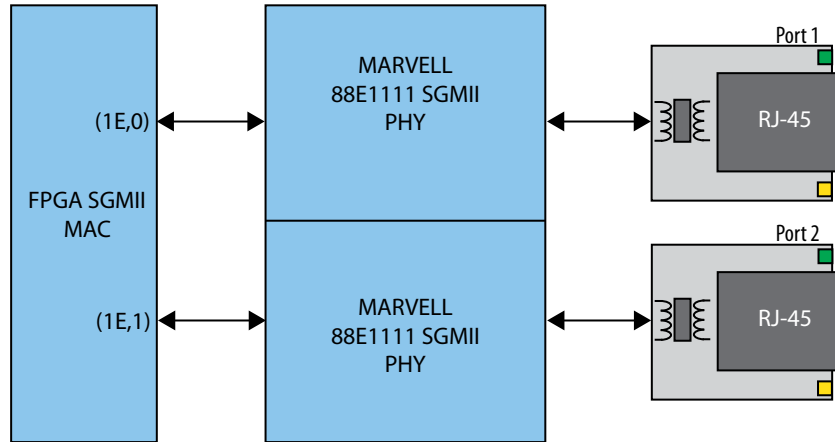 Port 1
MARVELL
88E1111 SGMII
PHY
(1E,0)
RJ-45
FPGA SGMII
MAC
Port 2
MARVELL
88E1111 SGMII
PHY
(1E,1)
RJ-45